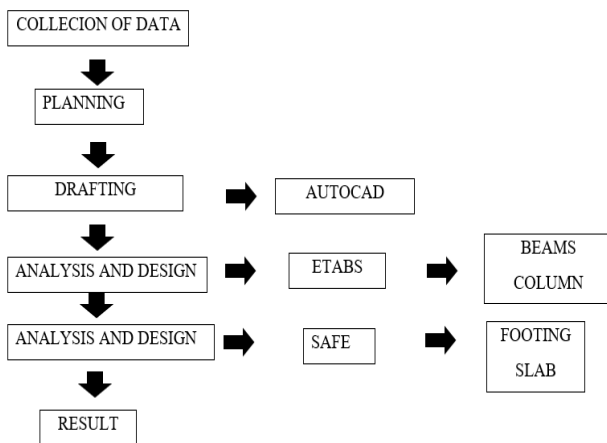 COLLECION OF DATA
PLANNING
DRAFTING
AUTOCAD
ANALYSIS AND DESIGN
ETABS
BEAMS
COLUMN
ANALYSIS AND DESIGN
SAFE
FOOTING
SLAB
RESULT